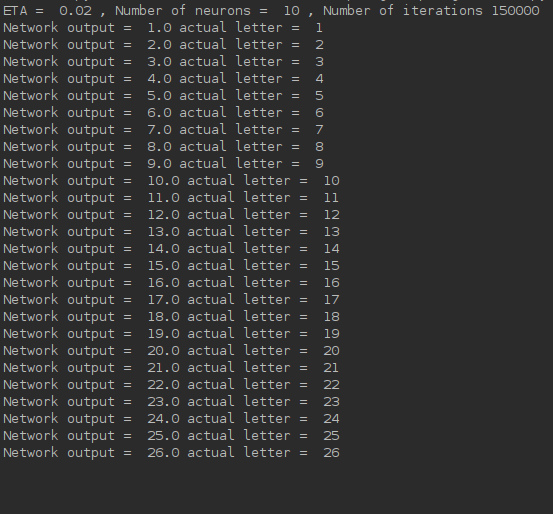 ETA =  0.02 , Number of neurons =  10 , Number of iterations 150000
Network output =  1.0 actual letter =  1
Network output =  2.0 actual letter =  2
Network output =  3.0 actual letter =  3
Network output =  4.0 actual letter =  4
Network output =  5.0 actual letter =  5
Network output =  6.0 actual letter =  6
Network output =  7.0 actual letter =  7
Network output =  8.0 actual letter =  8
Network output =  9.0 actual letter =  9
Network output =  10.0 actual letter =  10
Network output =  11.0 actual letter =  11
Network output =  12.0 actual letter =  12
Network output =  13.0 actual letter =  13
Network output =  14.0 actual letter =  14
Network output =  15.0 actual letter =  15
Network output =  16.0 actual letter =  16
Network output =  17.0 actual letter =  17
Network output =  18.0 actual letter =  18
Network output =  19.0 actual letter =  19
Network output =  20.0 actual letter =  20
Network output =  21.0 actual letter =  21
Network output =  22.0 actual letter =  22
Network output =  23.0 actual letter =  23
Network output =  24.0 actual letter =  24
Network output =  25.0 actual letter =  25
Network output =  26.0 actual letter =  26